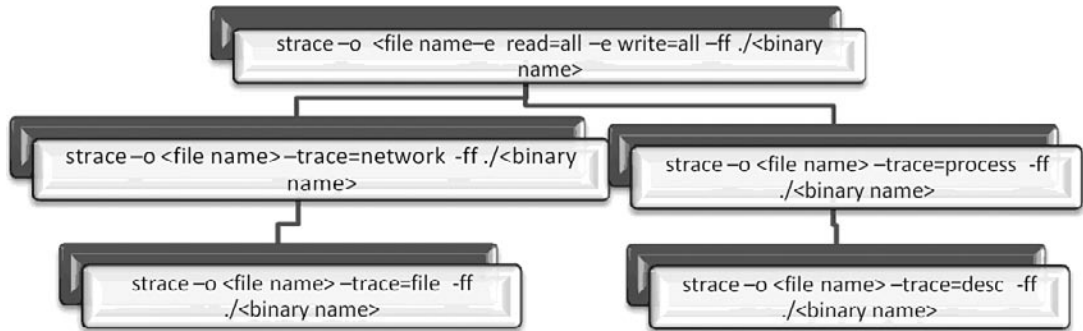 strace –o <file name–e read=all –e write=all –ff ./<binary
name>
strace –o <file name> –trace=network -ff ./<binary
name>
strace –o <file name> –trace=process -ff
./<binary name>
strace –o <file name> –trace=file -ff
./<binary name>
strace –o <file name> –trace=desc -ff
./<binary name>